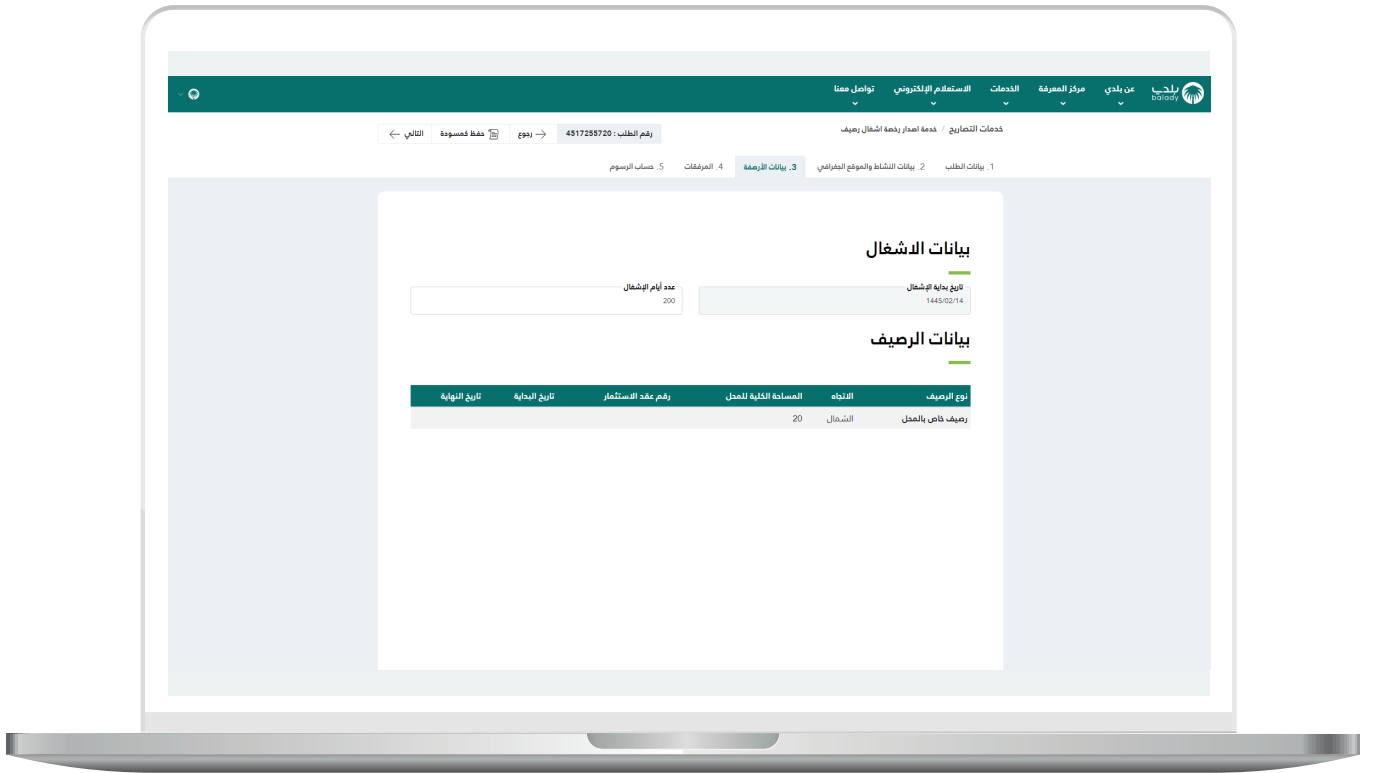 بلدي
balady
عن بلدي مركز المعرفة الخدمات الاستعلام الإلكتروني تواصل معنا
خدمات التصاريح / خدمة اصدار رخصة اشغال رصيف
رقم الطلب : 4517255720 رجوع حفظ كمسودة التالي
1. بيانات الطلب 2. بيانات النشاط والموقع الجغرافي 3. بيانات الأرصفة 4. المرفقات 5. حساب الرسوم
بيانات الاشغال
تاريخ بداية الإشغال عدد أيام الإشغال
1445/02/14 200
بيانات الرصيف
نوع الرصيف الاتجاه المساحة الكلية للمحل رقم عقد الاستثمار تاريخ البداية تاريخ النهاية
رصيف خاص بالمحل الشمال 20